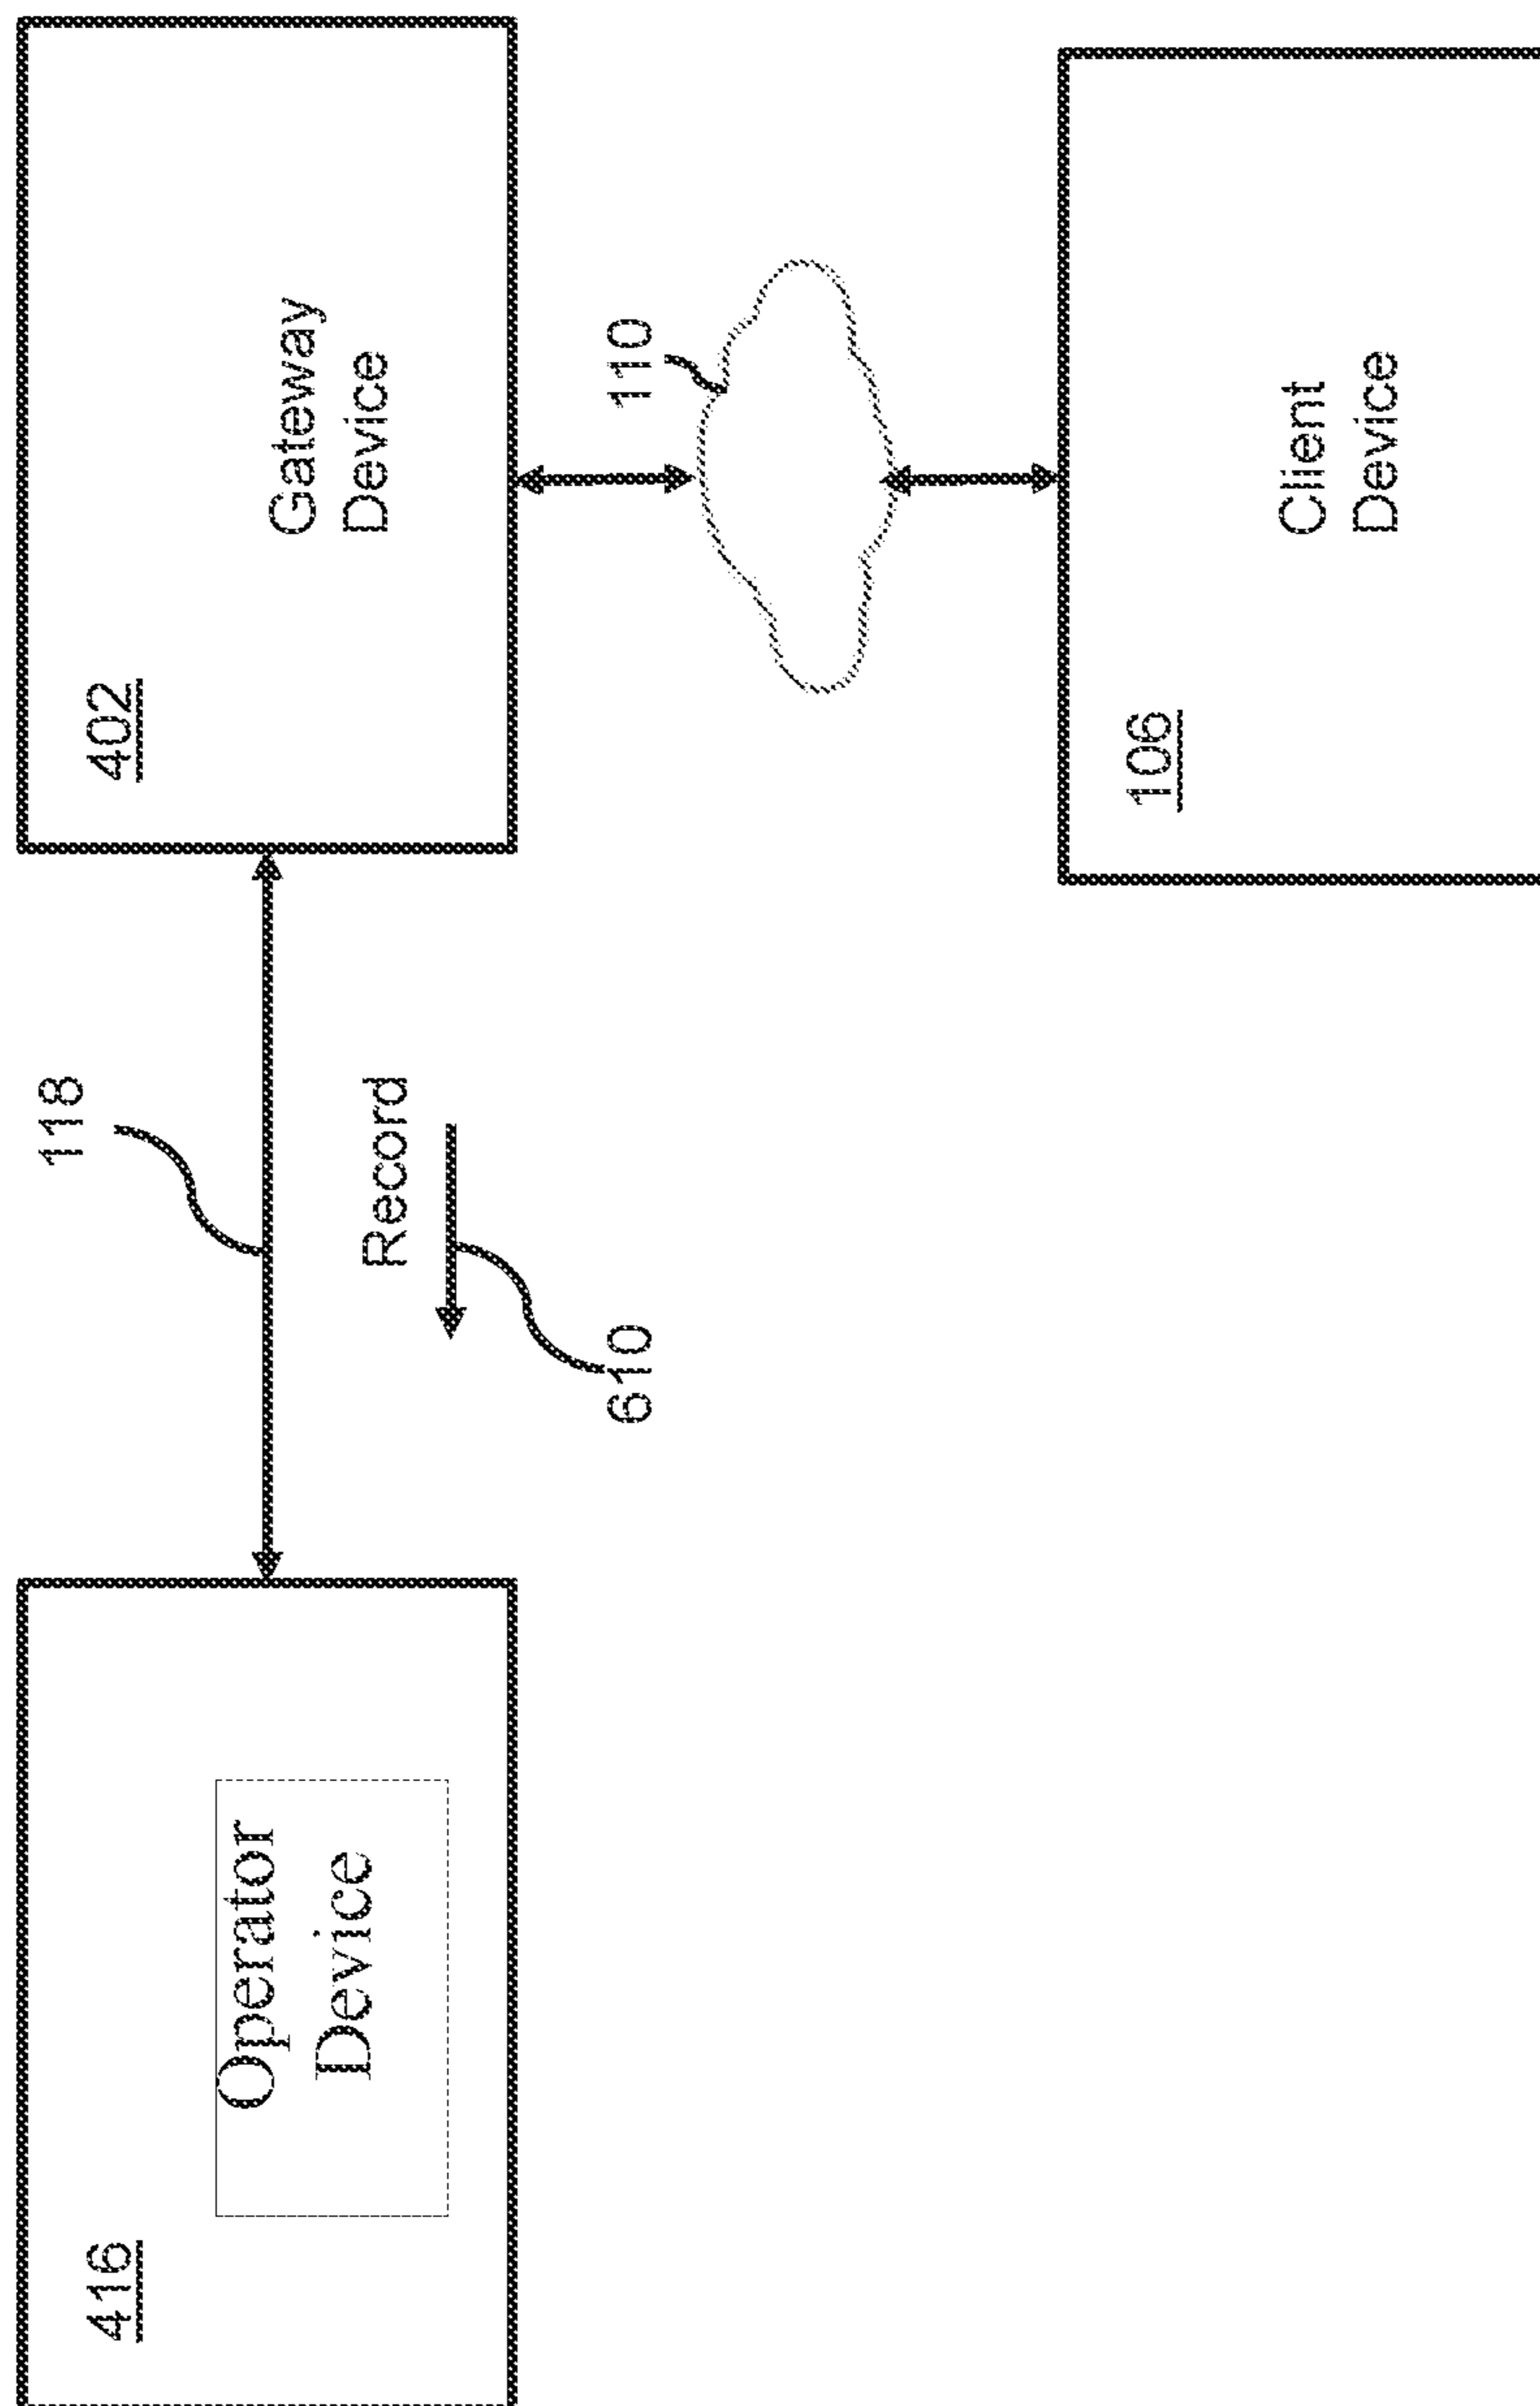 416
Operator
Device
118
Record
610
402
Gateway
Device
110
106
Client
Device